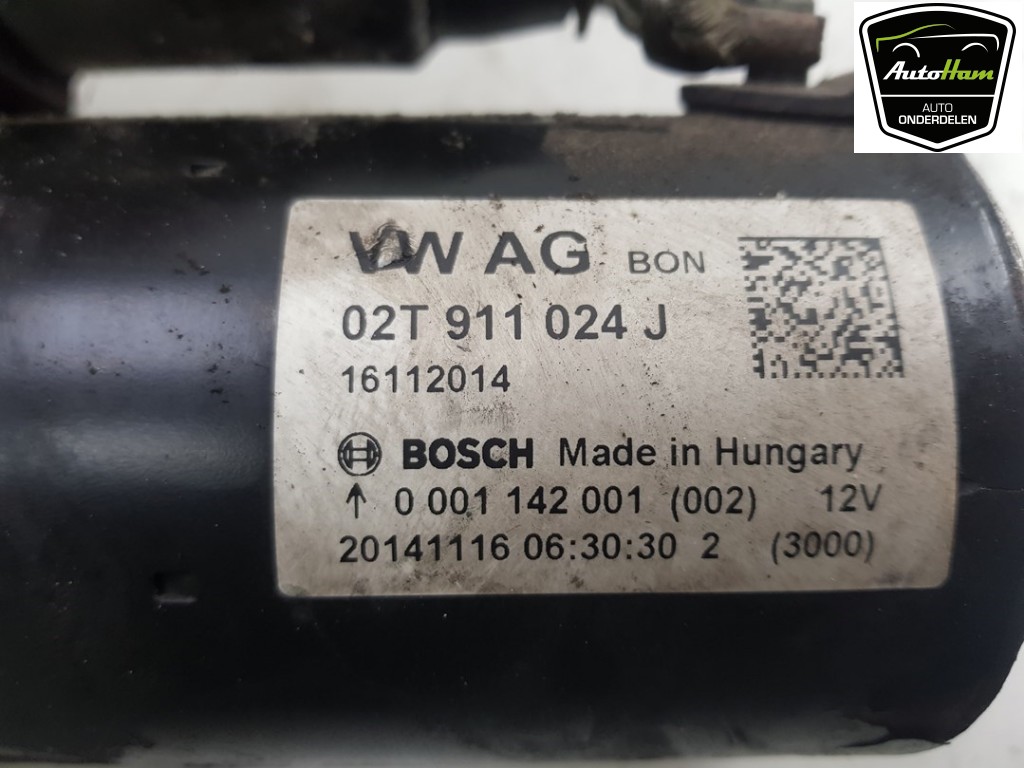 AutoHam
AUTO
ONDERDELEN
VW AG BON
02T 911 024 J
16112014
BOSCH Made in Hungary
↑ 0 001 142 001 (002) 12V
20141116 06:30:30 2 (3000)